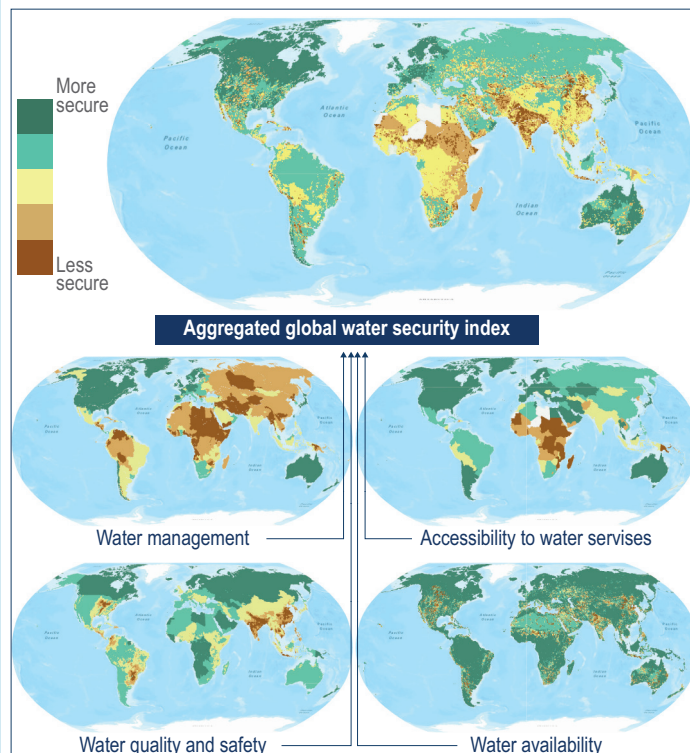 More
secure
Less
secure
Atlantic
Ocean
Pacific
Ocean
Pacific
Ocean
Indian
Ocean
Aggregated global water security index
Water management
Accessibility to water servises
Water quality and safety
Water availability